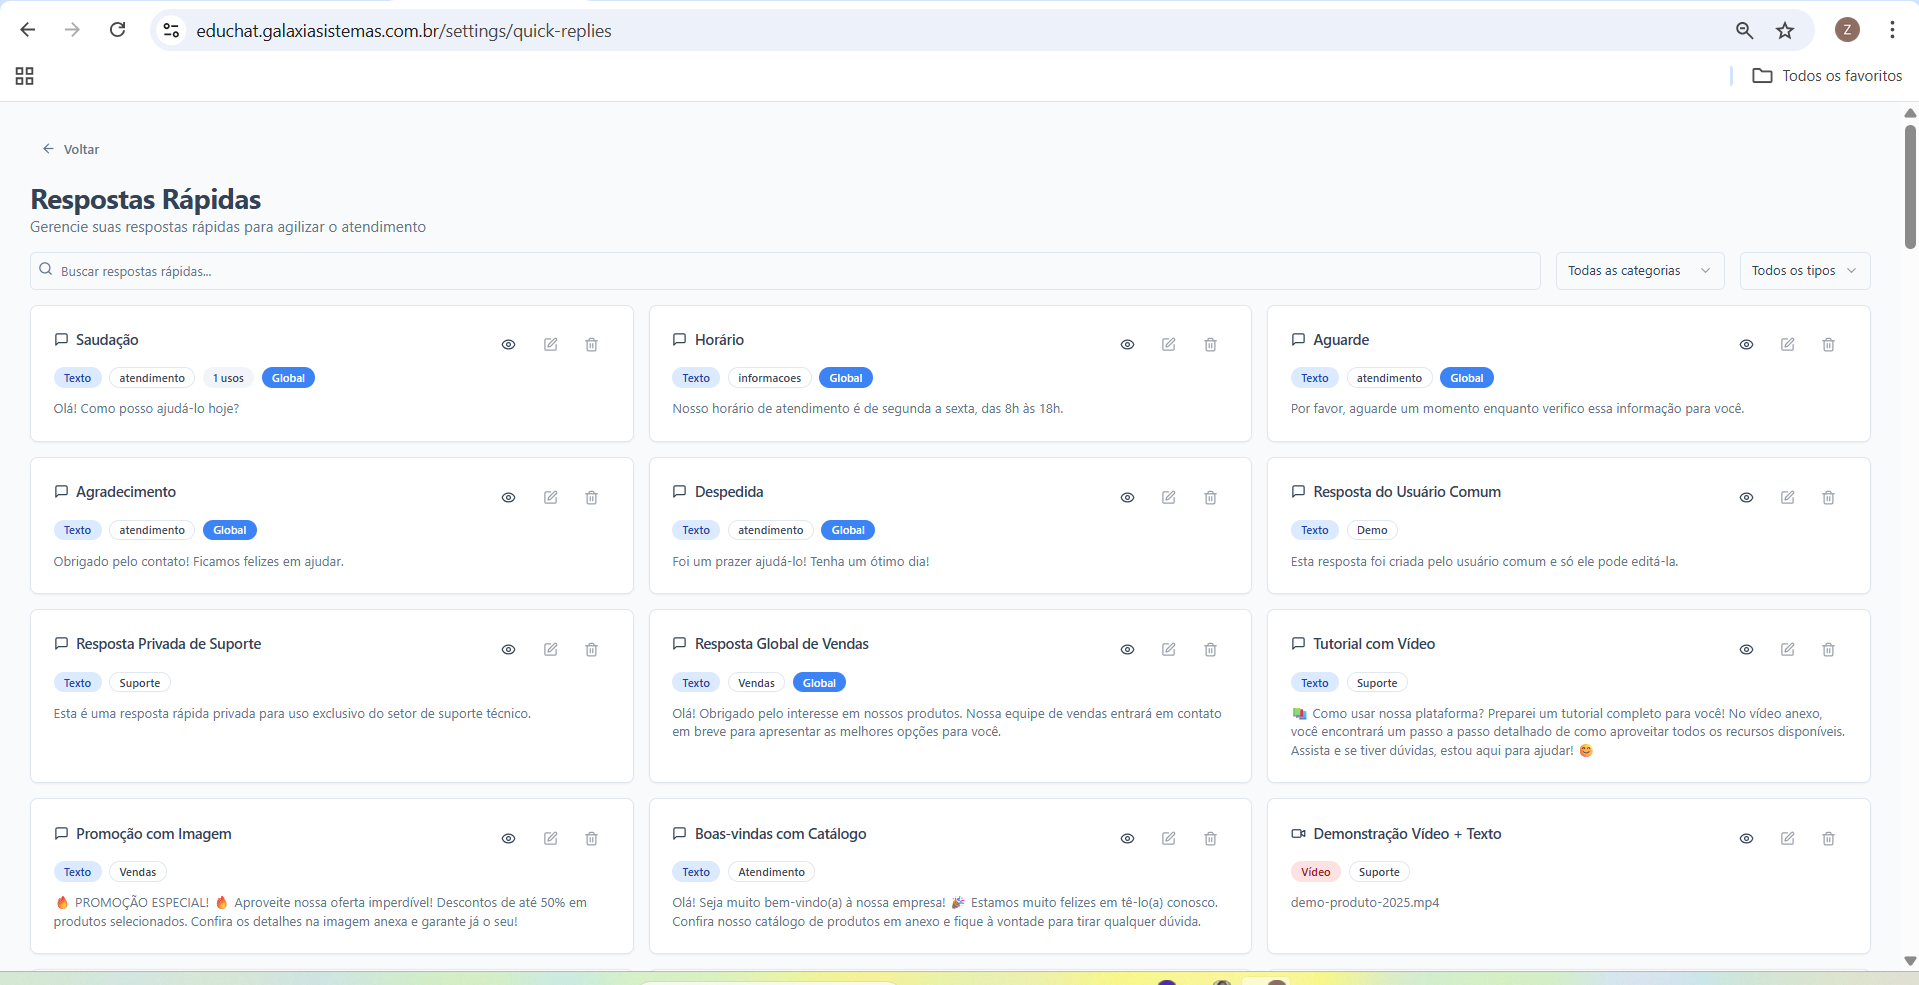 educhat.galaxiasistemas.com.br/settings/quick-replies
Z
Todos os favoritos
Voltar
Respostas Rápidas
Gerencie suas respostas rápidas para agilizar o atendimento
Buscar respostas rápidas...
Todas as categorias
Todos os tipos
Saudação
Texto atendimento 1 usos Global
Olá! Como posso ajudá-lo hoje?
Horário
Texto informacoes Global
Nosso horário de atendimento é de segunda a sexta, das 8h às 18h.
Aguarde
Texto atendimento Global
Por favor, aguarde um momento enquanto verifico essa informação para você.
Agradecimento
Texto atendimento Global
Obrigado pelo contato! Ficamos felizes em ajudar.
Despedida
Texto atendimento Global
Foi um prazer ajudá-lo! Tenha um ótimo dia!
Resposta do Usuário Comum
Texto Demo
Esta resposta foi criada pelo usuário comum e só ele pode editá-la.
Resposta Privada de Suporte
Texto Suporte
Esta é uma resposta rápida privada para uso exclusivo do setor de suporte técnico.
Resposta Global de Vendas
Texto Vendas Global
Olá! Obrigado pelo interesse em nossos produtos. Nossa equipe de vendas entrará em contato
em breve para apresentar as melhores opções para você.
Tutorial com Vídeo
Texto Suporte
Como usar nossa plataforma? Preparei um tutorial completo para você! No vídeo anexo,
você encontrará um passo a passo detalhado de como aproveitar todos os recursos disponíveis.
Assista e se tiver dúvidas, estou aqui para ajudar! 😊
Promoção com Imagem
Texto Vendas
🔥 PROMOÇÃO ESPECIAL! 🔥 Aproveite nossa oferta imperdível! Descontos de até 50% em
produtos selecionados. Confira os detalhes na imagem anexa e garante já o seu!
Boas-vindas com Catálogo
Texto Atendimento
Olá! Seja muito bem-vindo(a) à nossa empresa! 🎉 Estamos muito felizes em tê-lo(a) conosco.
Confira nosso catálogo de produtos em anexo e fique à vontade para tirar qualquer dúvida.
Demonstração Vídeo + Texto
Vídeo Suporte
demo-produto-2025.mp4